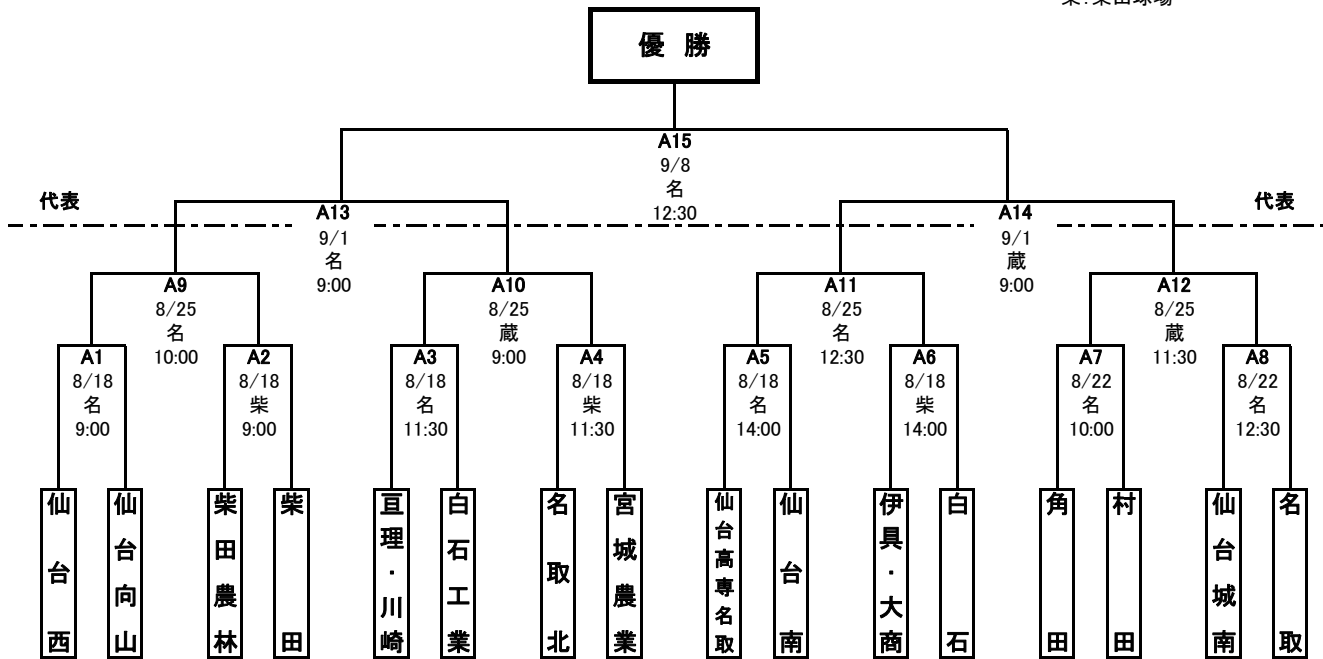 柴:柴田球場
優 勝
A15
9/8
名
12:30
代表
代表
A13
9/1
名
9:00
A14
9/1
蔵
9:00
A9
8/25
名
10:00
A10
8/25
蔵
9:00
A11
8/25
名
12:30
A12
8/25
蔵
11:30
A1
8/18
名
9:00
A2
8/18
柴
9:00
A3
8/18
名
11:30
A4
8/18
柴
11:30
A5
8/18
名
14:00
A6
8/18
柴
14:00
A7
8/22
名
10:00
A8
8/22
名
12:30
仙台西
仙台向山
柴田農林
柴田
亘理・川崎
白石工業
名取北
宮城農業
仙台高専名取
仙台南
伊具・大商
白石
角田
村田
仙台城南
名取